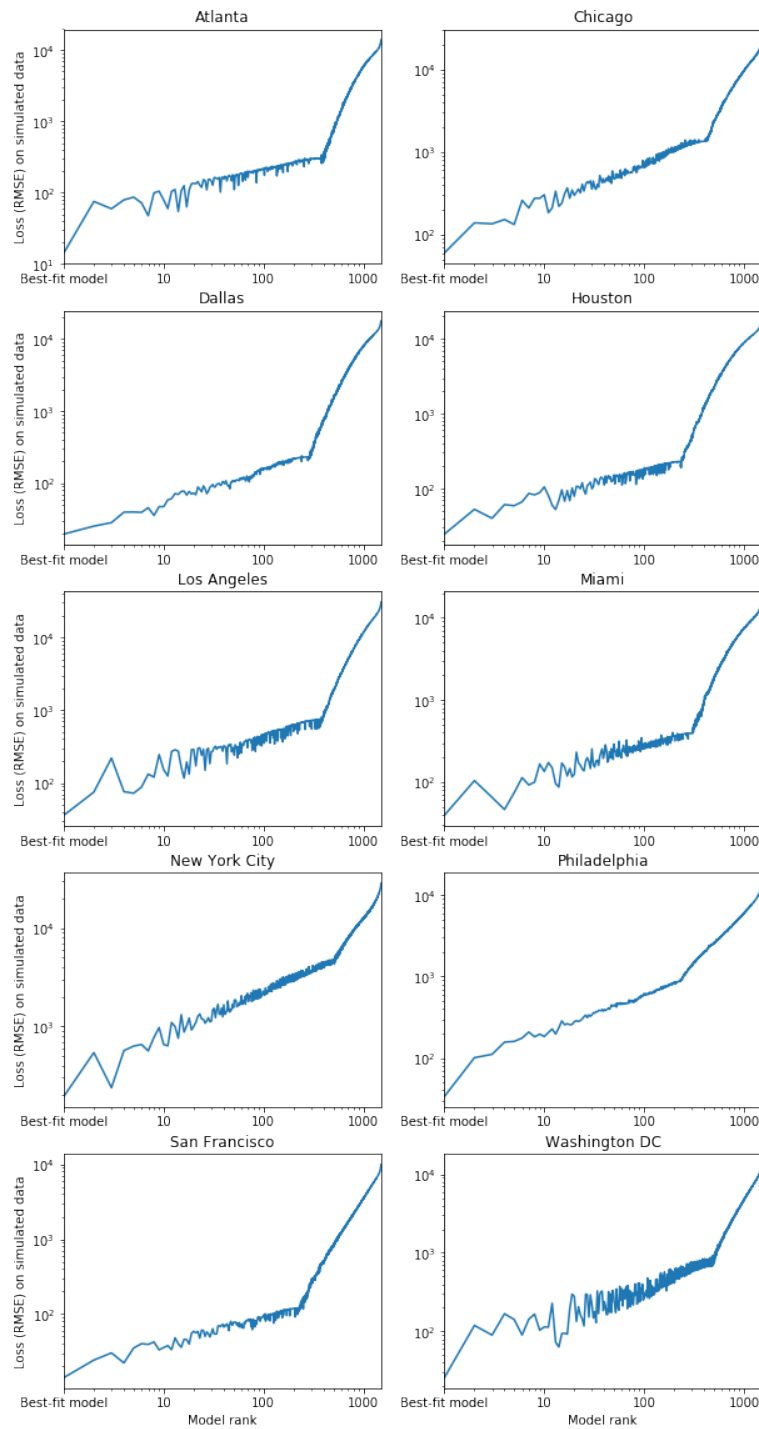 Atlanta
Chicago
Loss (RMSE) on simulated data
10⁴
10³
10²
10¹
Best-fit model
10
100
1000
10⁴
10³
10²
Best-fit model
10
100
1000
Dallas
Houston
Loss (RMSE) on simulated data
10⁴
10³
10²
Best-fit model
10
100
1000
10⁴
10³
10²
Best-fit model
10
100
1000
Los Angeles
Miami
Loss (RMSE) on simulated data
10⁴
10³
10²
Best-fit model
10
100
1000
10⁴
10³
10²
Best-fit model
10
100
1000
New York City
Philadelphia
Loss (RMSE) on simulated data
10⁴
10³
Best-fit model
10
100
1000
10⁴
10³
10²
Best-fit model
10
100
1000
San Francisco
Washington DC
Loss (RMSE) on simulated data
10⁴
10³
10²
Best-fit model
10
100
1000
Model rank
10⁴
10³
10²
Best-fit model
10
100
1000
Model rank